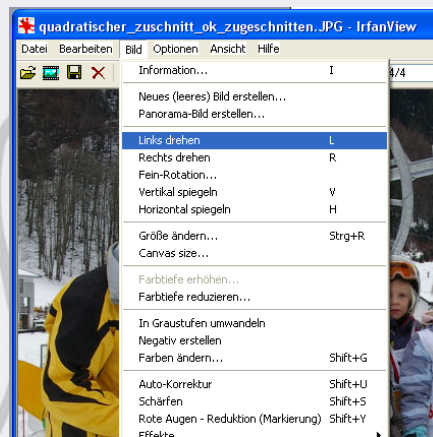 quadratischer_zuschnitt_ok_zugeschnitten.JPG - IrfanView
Datei Bearbeiten Bild Optionen Ansicht Hilfe
4/4
Information... I
Neues (leeres) Bild erstellen...
Panorama-Bild erstellen...
Links drehen L
Rechts drehen R
Fein-Rotation...
Vertikal spiegeln V
Horizontal spiegeln H
Größe ändern... Strg+R
Canvas size...
Farbtiefe erhöhen...
Farbtiefe reduzieren...
In Graustufen umwandeln
Negativ erstellen
Farben ändern... Shift+G
Auto-Korrektur Shift+U
Schärfen Shift+S
Rote Augen - Reduktion (Markierung) Shift+Y
Effekte